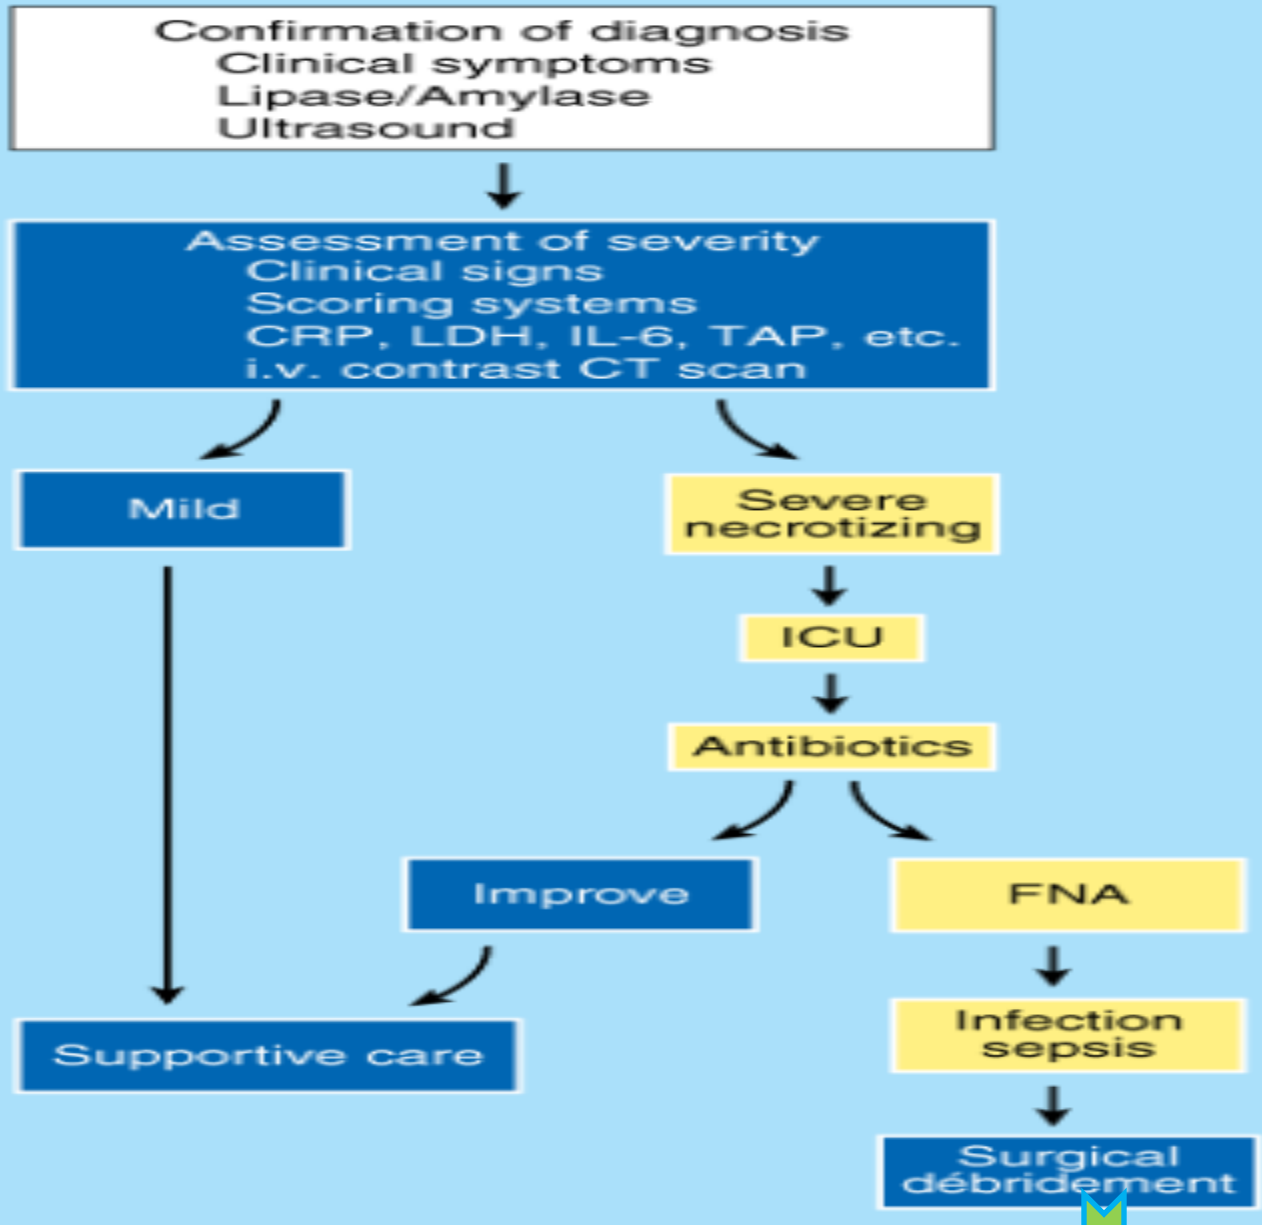 Confirmation of diagnosis
Clinical symptoms
Lipase/Amylase
Ultrasound
Assessment of severity
Clinical signs
Scoring systems
CRP, LDH, IL-6, TAP, etc.
i.v. contrast CT scan
Mild
Severe
necrotizing
ICU
Antibiotics
Improve
FNA
Supportive care
Infection
sepsis
Surgical
débridement